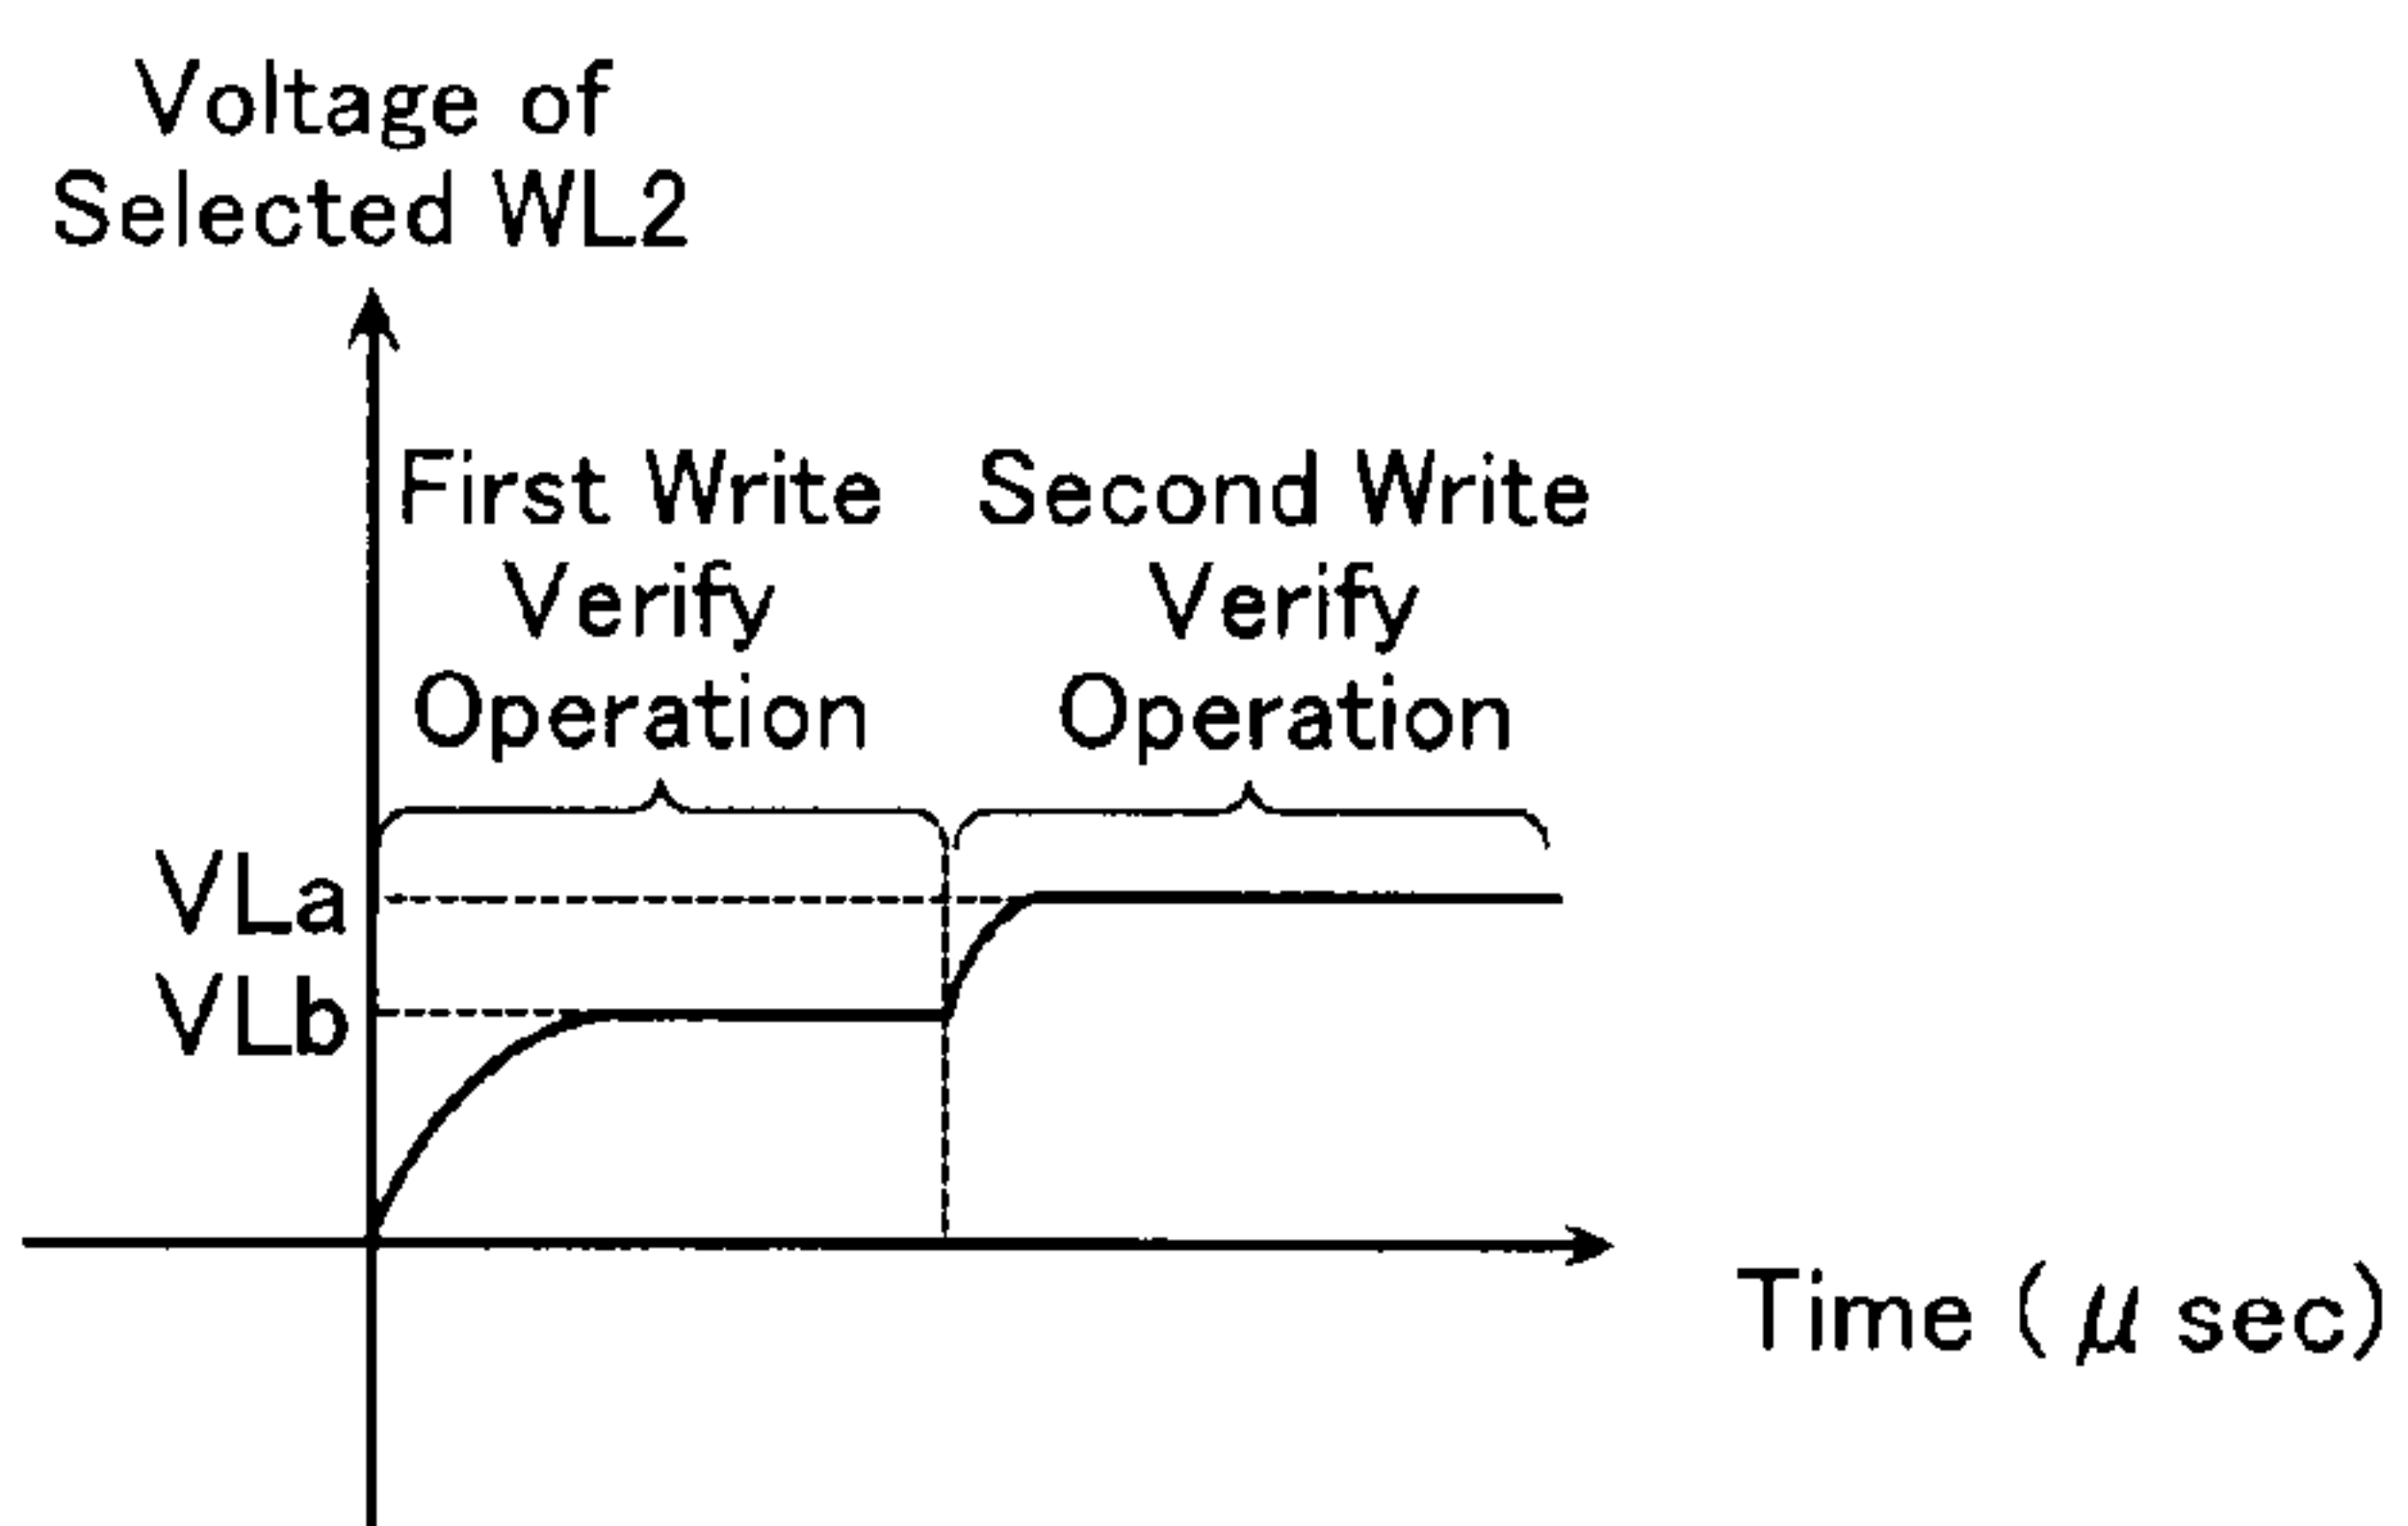 Voltage of
Selected WL2
First Write
Verify
Operation
Second Write
Verify
Operation
VLa
VLb
Time (μ sec)